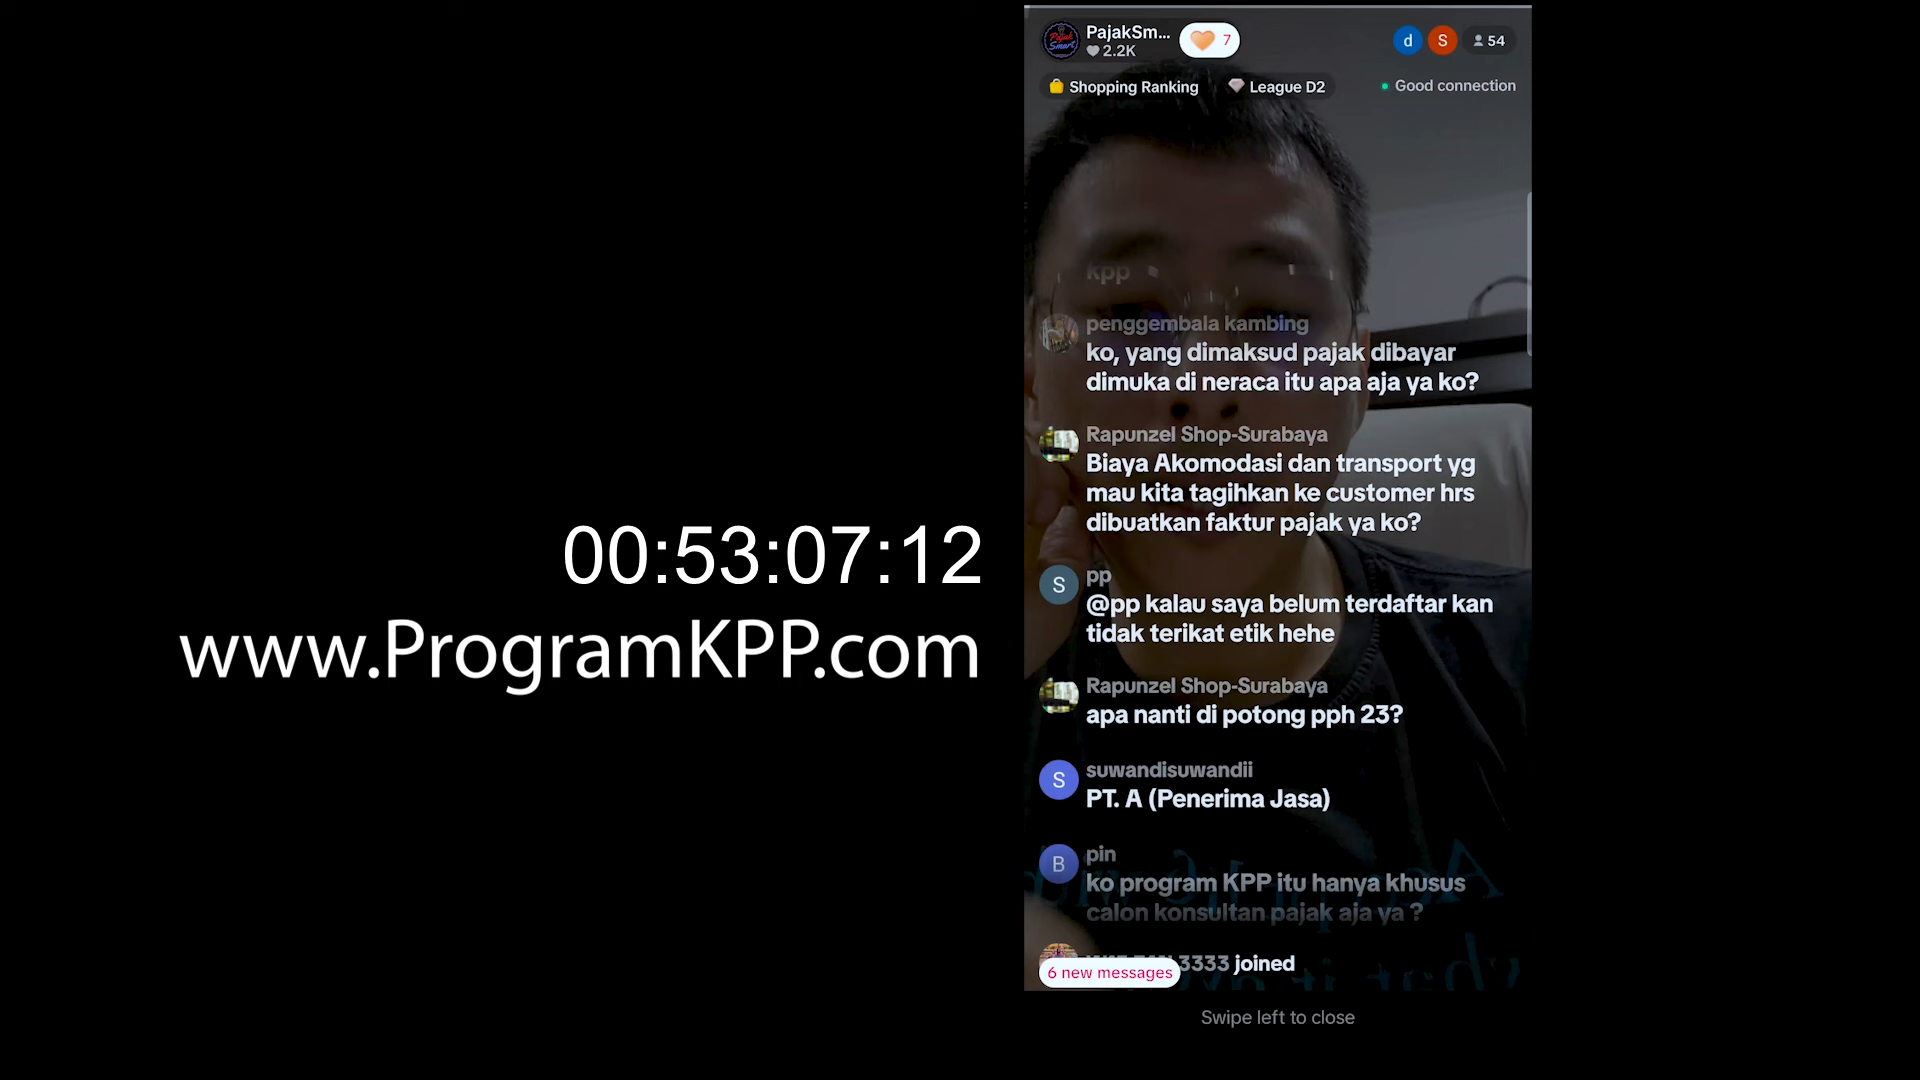 00:53:07:12
www.ProgramKPP.com
PajakSm... 7
2.2K
d S 54
Shopping Ranking League D2 Good connection
kpp
penggembala kambing
ko, yang dimaksud pajak dibayar
dimuka di neraca itu apa aja ya ko?
Rapunzel Shop-Surabaya
Biaya Akomodasi dan transport yg
mau kita tagihkan ke customer hrs
dibuatkan faktur pajak ya ko?
S pp
@pp kalau saya belum terdaftar kan
tidak terikat etik hehe
Rapunzel Shop-Surabaya
apa nanti di potong pph 23?
S suwandisuwandii
PT. A (Penerima Jasa)
B pin
ko program KPP itu hanya khusus
calon konsultan pajak aja ya ?
3333 joined
6 new messages
Swipe left to close